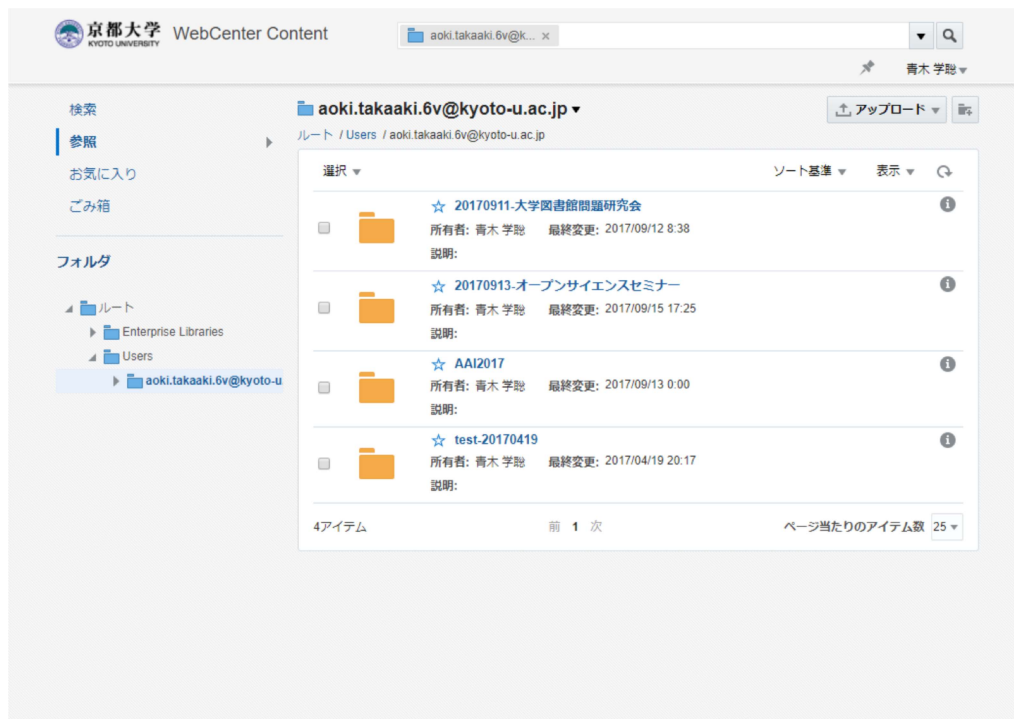 京都大学
KYOTO UNIVERSITY
WebCenter Content
aoki.takaaki.6v@k... ×
青木 学聡
検索
参照
お気に入り
ごみ箱
フォルダ
ルート
Enterprise Libraries
Users
aoki.takaaki.6v@kyoto-u
aoki.takaaki.6v@kyoto-u.ac.jp
アップロード
ルート / Users / aoki.takaaki.6v@kyoto-u.ac.jp
選択 ソート基準 表示
20170911-大学図書館問題研究会
所有者: 青木 学聡 最終変更: 2017/09/12 8:38
説明:
20170913-オープンサイエンスセミナー
所有者: 青木 学聡 最終変更: 2017/09/15 17:25
説明:
AAI2017
所有者: 青木 学聡 最終変更: 2017/09/13 0:00
説明:
test-20170419
所有者: 青木 学聡 最終変更: 2017/04/19 20:17
説明:
4アイテム 前 1 次 ページ当たりのアイテム数 25